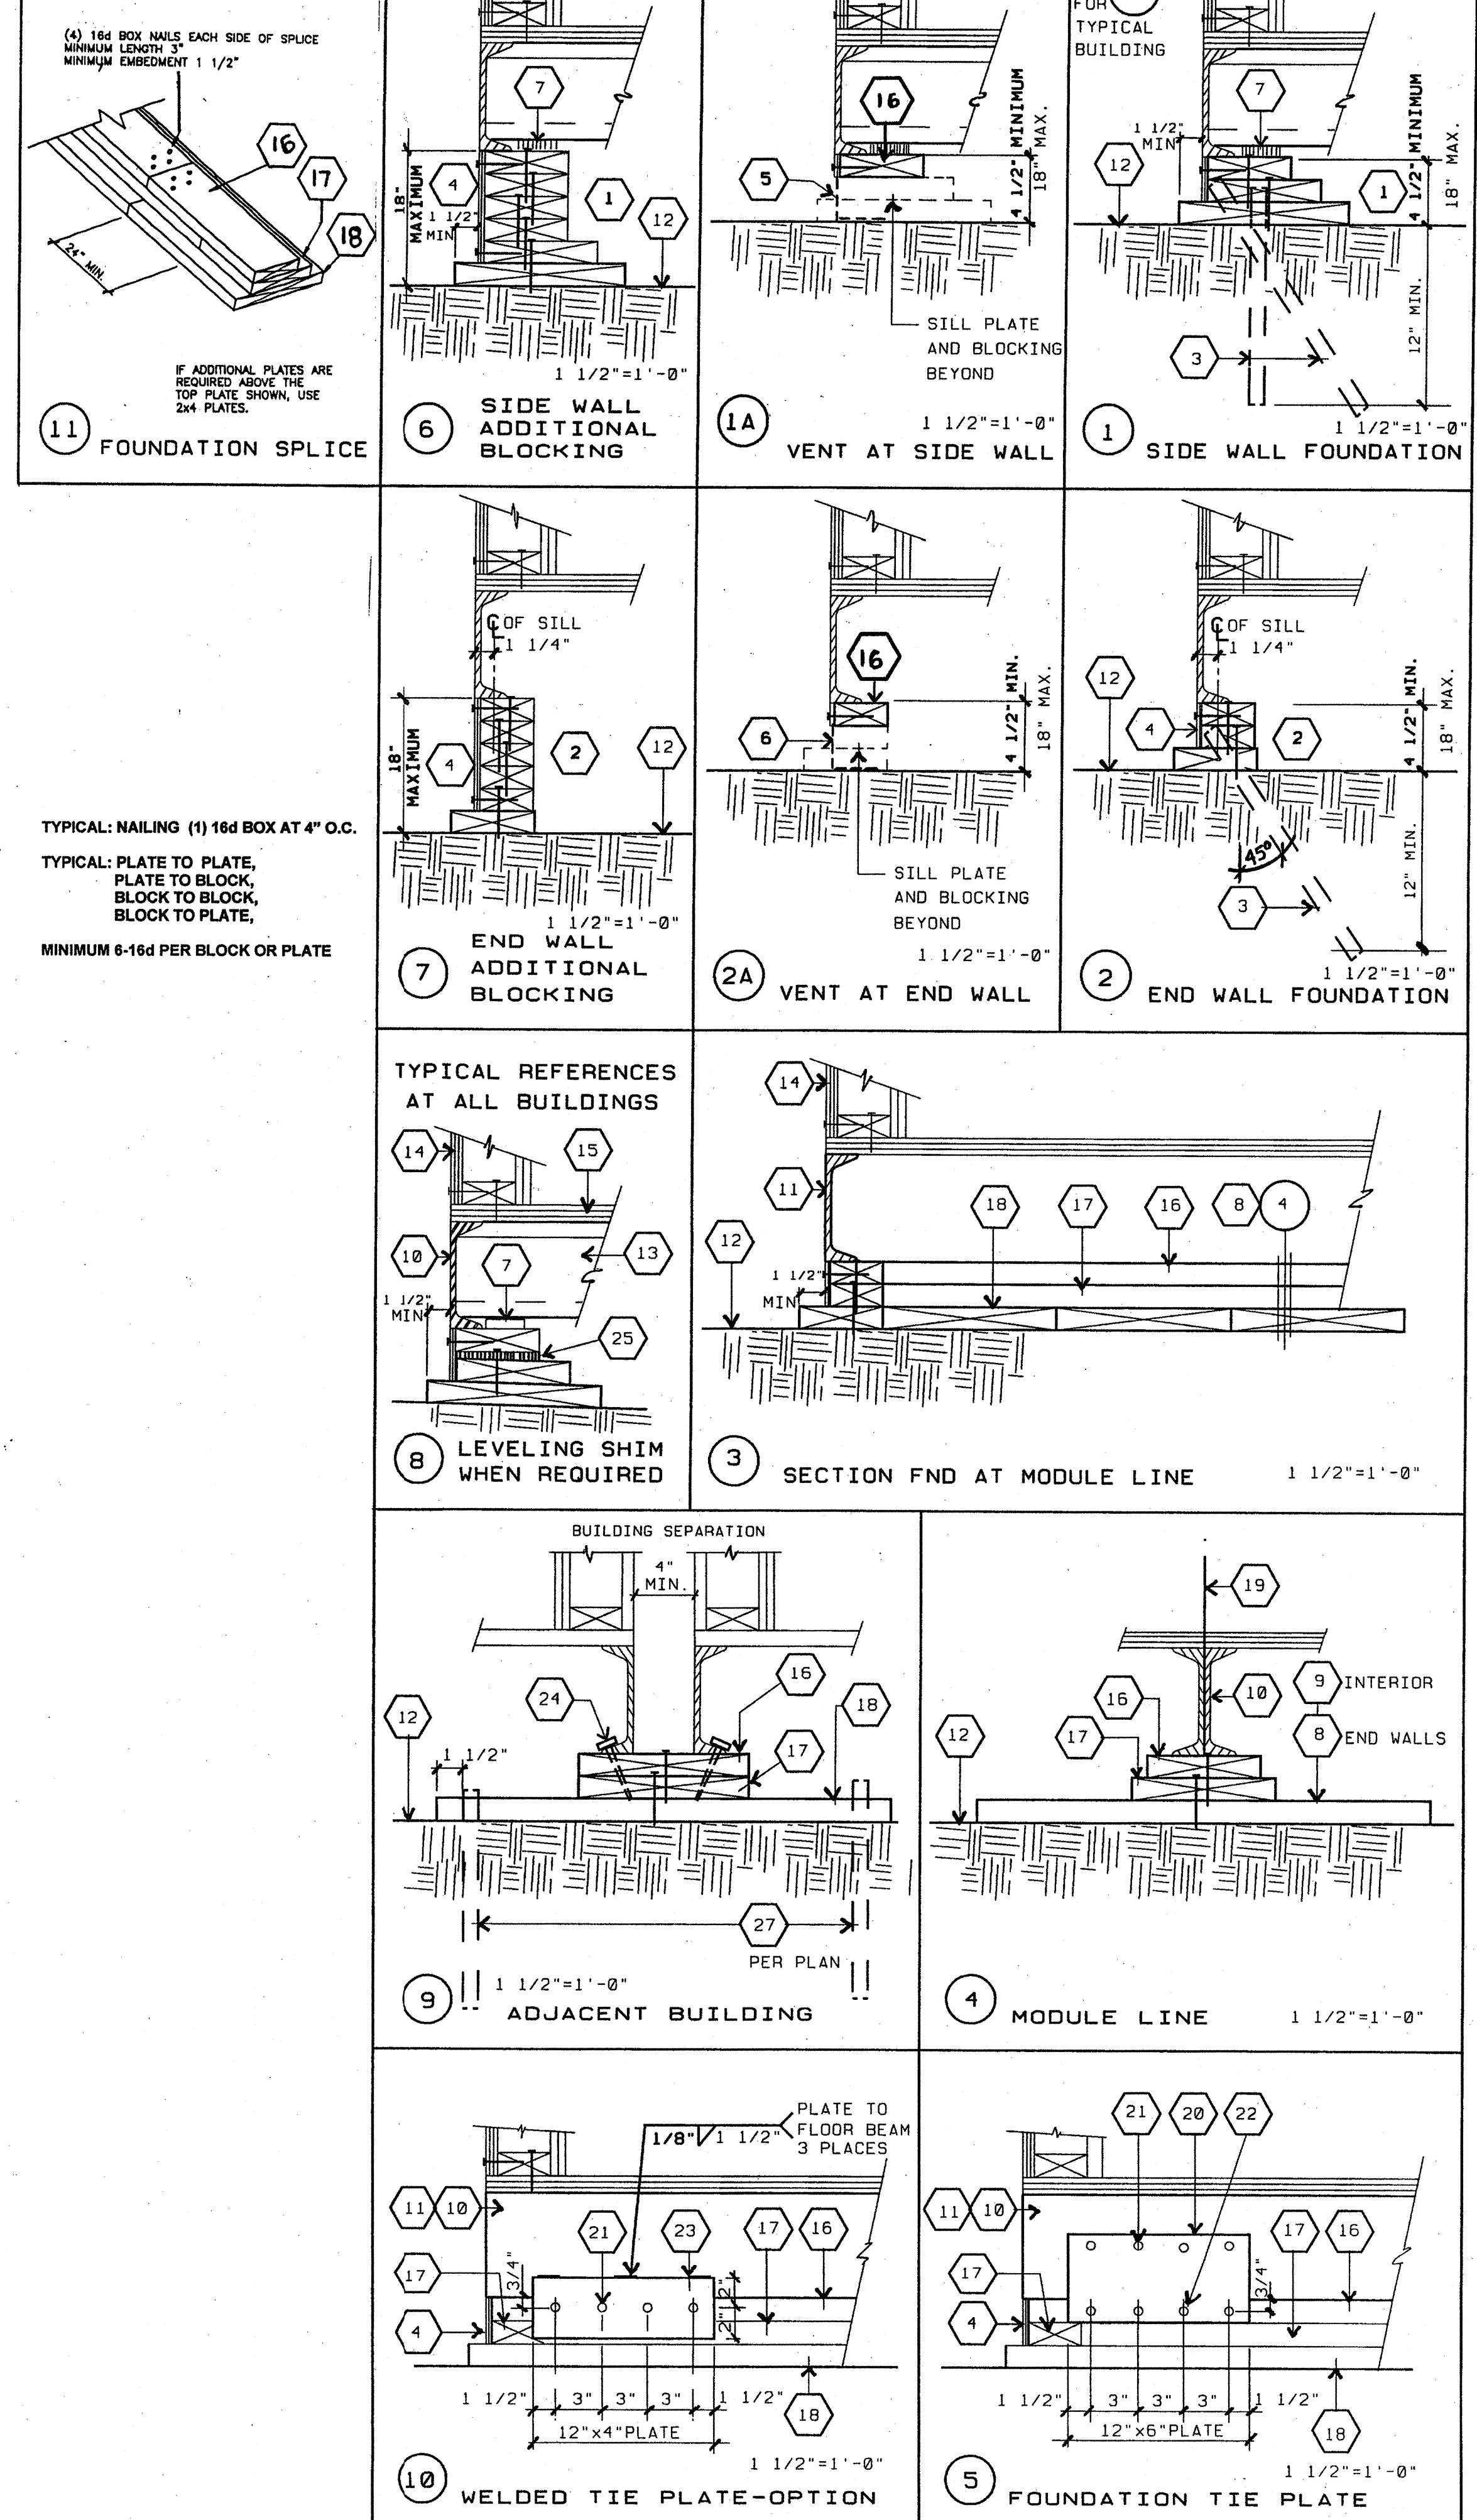 (4) 16d BOX NAILS EACH SIDE OF SPLICE
MINIMUM LENGTH 3"
MINIMUM EMBEDMENT 1 1/2"
16
17
18
24" MIN.
IF ADDITIONAL PLATES ARE
REQUIRED ABOVE THE
TOP PLATE SHOWN, USE
2x4 PLATES.
11 FOUNDATION SPLICE
7
18"
MAXIMUM
4
1 1/2"
MIN
1
12
1 1/2"=1'-0"
6 SIDE WALL
ADDITIONAL
BLOCKING
16
5
4 1/2" MINIMUM
18" MAX.
SILL PLATE
AND BLOCKING
BEYOND
1 1/2"=1'-0"
1A VENT AT SIDE WALL
FOR
TYPICAL
BUILDING
7
1 1/2"
MIN
12
1
4 1/2" MINIMUM
18" MAX.
12" MIN.
3
1 1/2"=1'-0"
1 SIDE WALL FOUNDATION
TYPICAL: NAILING (1) 16d BOX AT 4" O.C.
TYPICAL: PLATE TO PLATE,
PLATE TO BLOCK,
BLOCK TO BLOCK,
BLOCK TO PLATE,
MINIMUM 6-16d PER BLOCK OR PLATE
℄ OF SILL
1 1/4"
18"
MAXIMUM
4
2
12
1 1/2"=1'-0"
7 END WALL
ADDITIONAL
BLOCKING
16
6
4 1/2" MIN.
18" MAX.
SILL PLATE
AND BLOCKING
BEYOND
1 1/2"=1'-0"
2A VENT AT END WALL
℄ OF SILL
1 1/4"
12
4
2
4 1/2" MIN.
18" MAX.
45°
12" MIN.
3
1 1/2"=1'-0"
2 END WALL FOUNDATION
TYPICAL REFERENCES
AT ALL BUILDINGS
14
15
10
7
13
1 1/2"
MIN
25
8 LEVELING SHIM
WHEN REQUIRED
14
11
18
17
16
8
4
12
1 1/2"
MIN
3 SECTION FND AT MODULE LINE 1 1/2"=1'-0"
BUILDING SEPARATION
4"
MIN.
24
16
12
18
1 1/2"
17
27
PER PLAN
1 1/2"=1'-0"
9 ADJACENT BUILDING
19
16
10
9 INTERIOR
12
17
8 END WALLS
4 MODULE LINE 1 1/2"=1'-0"
PLATE TO
FLOOR BEAM
3 PLACES
1/8" 1 1/2"
11 10
21
23
17
16
17
3/4"
2"
2"
4
1 1/2" 3" 3" 3" 1 1/2"
18
12"x4"PLATE
1 1/2"=1'-0"
10 WELDED TIE PLATE-OPTION
21 20 22
11 10
17
16
17
3/4"
4
1 1/2" 3" 3" 3" 1 1/2"
12"x6"PLATE
18
1 1/2"=1'-0"
5 FOUNDATION TIE PLATE